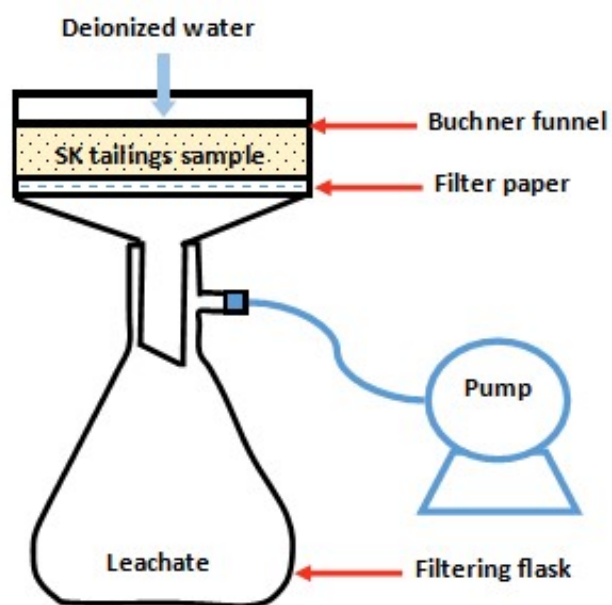 Deionized water
Buchner funnel
SK tailings sample
Filter paper
Pump
Leachate
Filtering flask